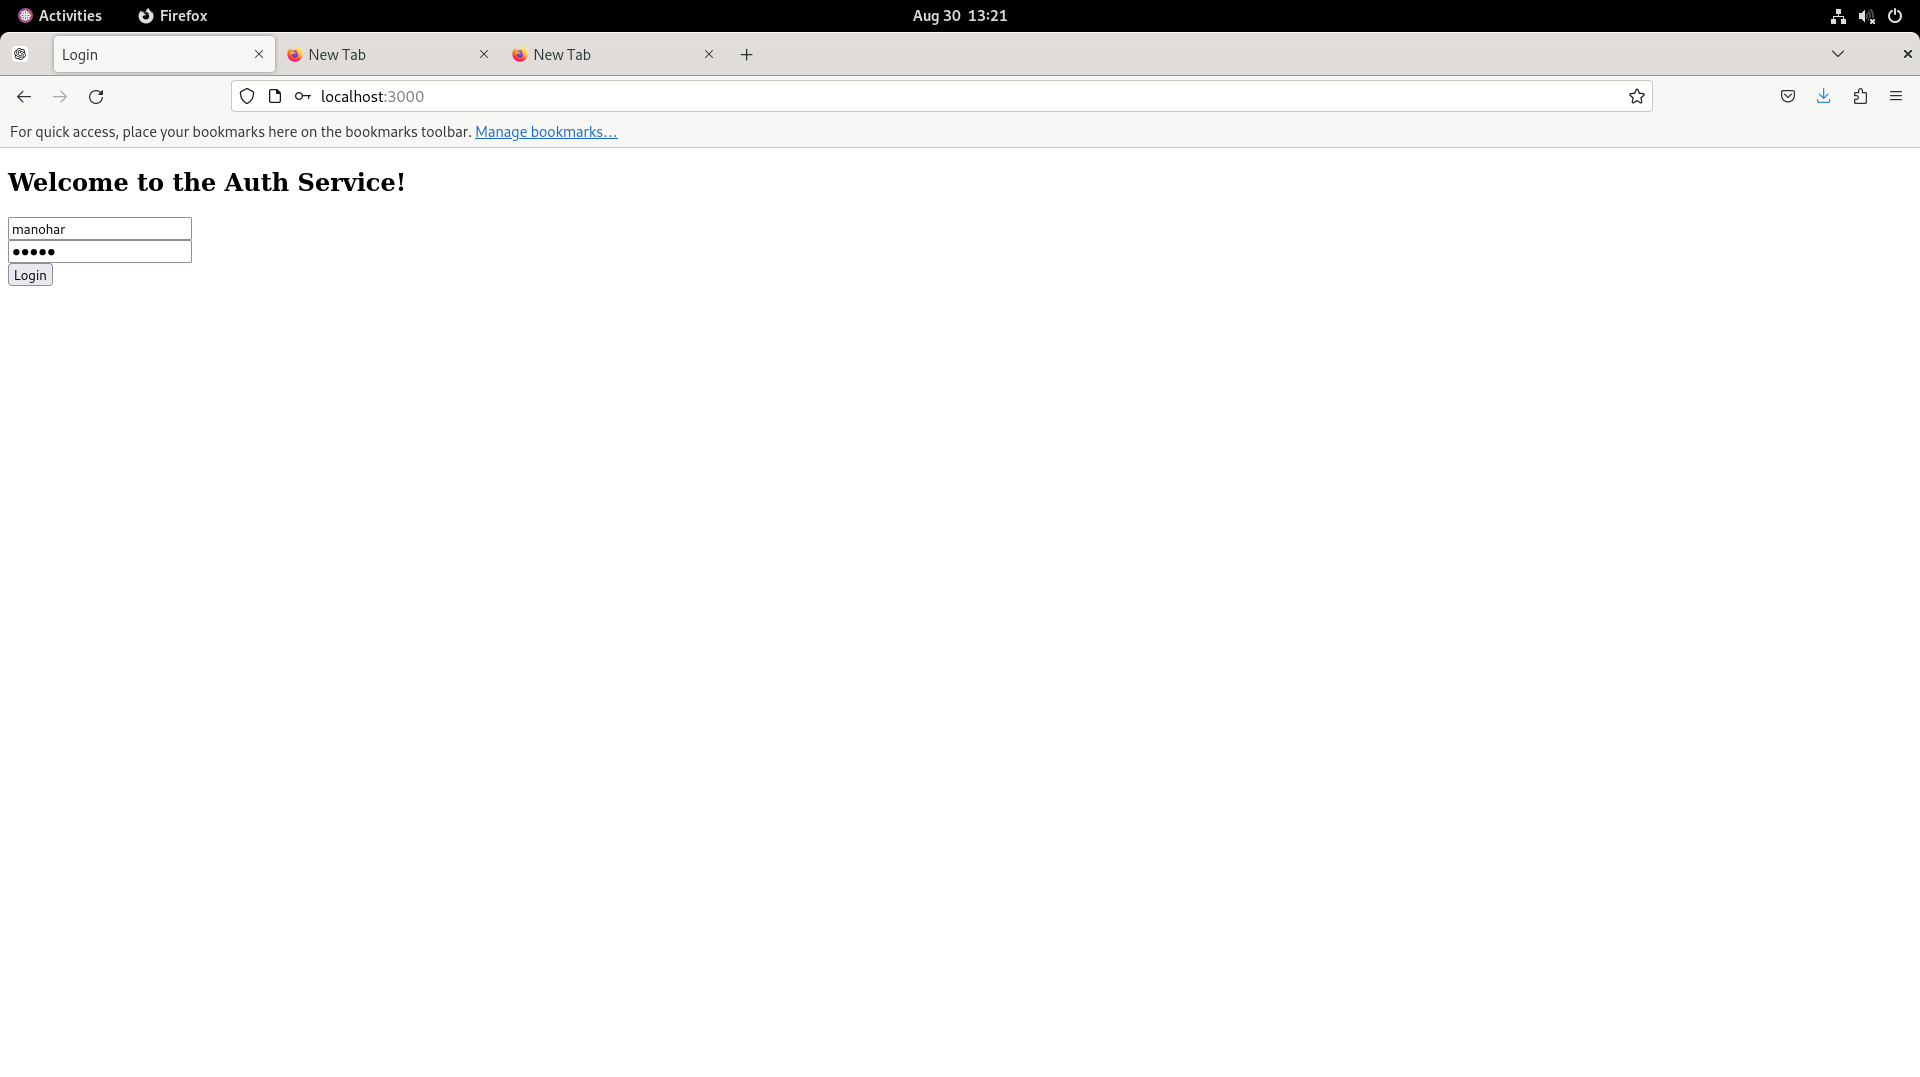 Activities Firefox Aug 30 13:21
Login New Tab New Tab
localhost:3000
For quick access, place your bookmarks here on the bookmarks toolbar. Manage bookmarks…
Welcome to the Auth Service!
manohar
●●●●●
Login